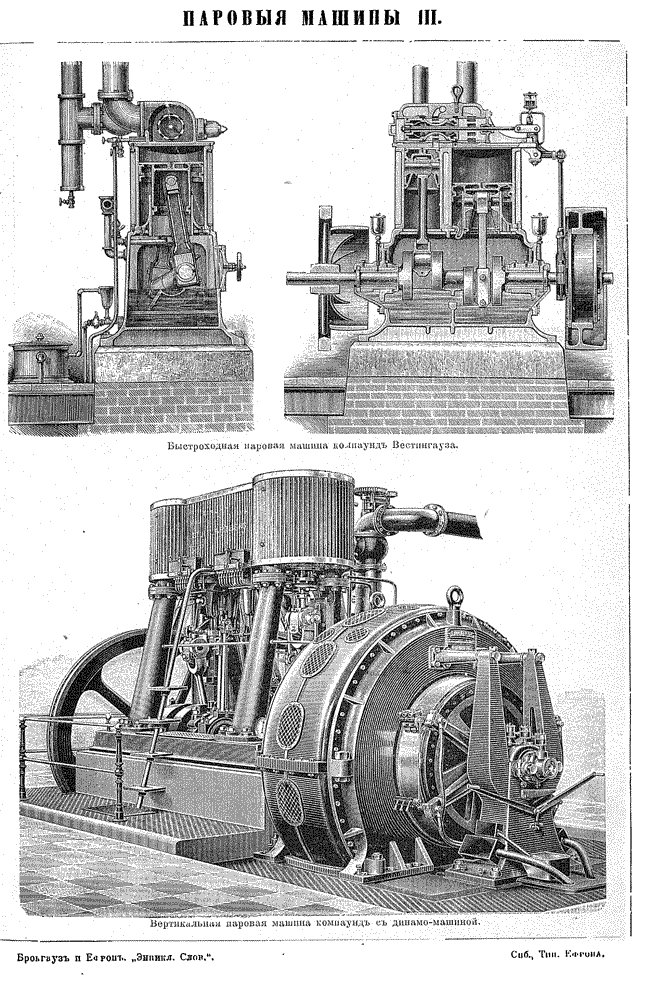 ПАРОВЫЯ МАШИНЫ III.
Быстроходная паровая машина компаундъ Вестингауза.
Вертикальная паровая машина компаундъ съ динамо-машиной.
Брокгаузъ и Ефронъ. „Энцикл. Слов.“.
Спб., Тип. Ефрона.